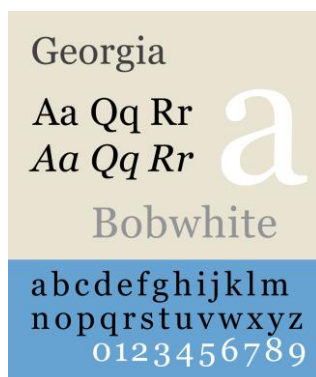 Georgia
Aa Qq Rr
Aa Qq Rr
a
Bobwhite
abcdefghijklm
nopqrstuvwxyz
0123456789